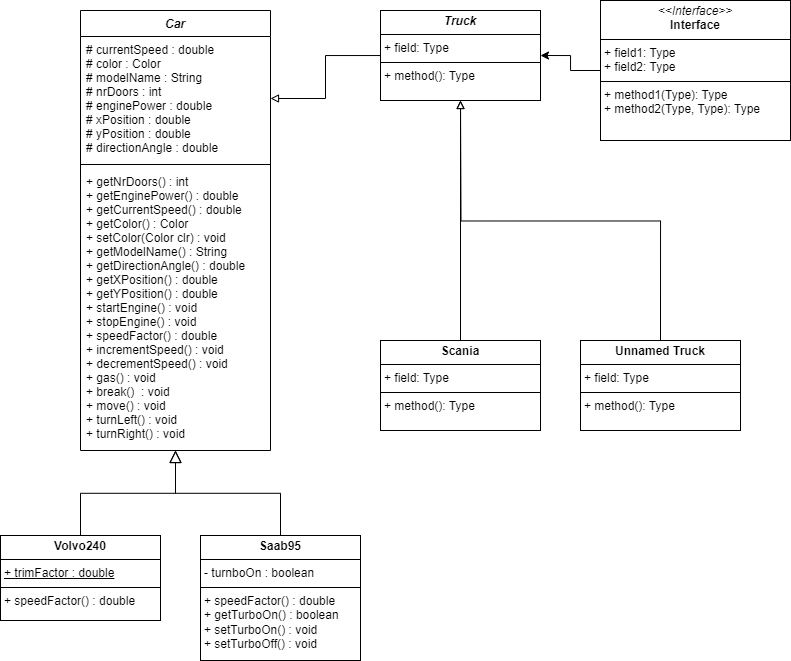 Car
# currentSpeed : double
# color : Color
# modelName : String
# nrDoors : int
# enginePower : double
# xPosition : double
# yPosition : double
# directionAngle : double
+ getNrDoors() : int
+ getEnginePower() : double
+ getCurrentSpeed() : double
+ getColor() : Color
+ setColor(Color clr) : void
+ getModelName() : String
+ getDirectionAngle() : double
+ getXPosition() : double
+ getYPosition() : double
+ startEngine() : void
+ stopEngine() : void
+ speedFactor() : double
+ incrementSpeed() : void
+ decrementSpeed() : void
+ gas() : void
+ break()  : void
+ move() : void
+ turnLeft() : void
+ turnRight() : void
Truck
+ field: Type
+ method(): Type
<<Interface>>
Interface
+ field1: Type
+ field2: Type
+ method1(Type): Type
+ method2(Type, Type): Type
Scania
+ field: Type
+ method(): Type
Unnamed Truck
+ field: Type
+ method(): Type
Volvo240
+ trimFactor : double
+ speedFactor() : double
Saab95
- turnboOn : boolean
+ speedFactor() : double
+ getTurboOn() : boolean
+ setTurboOn() : void
+ setTurboOff() : void